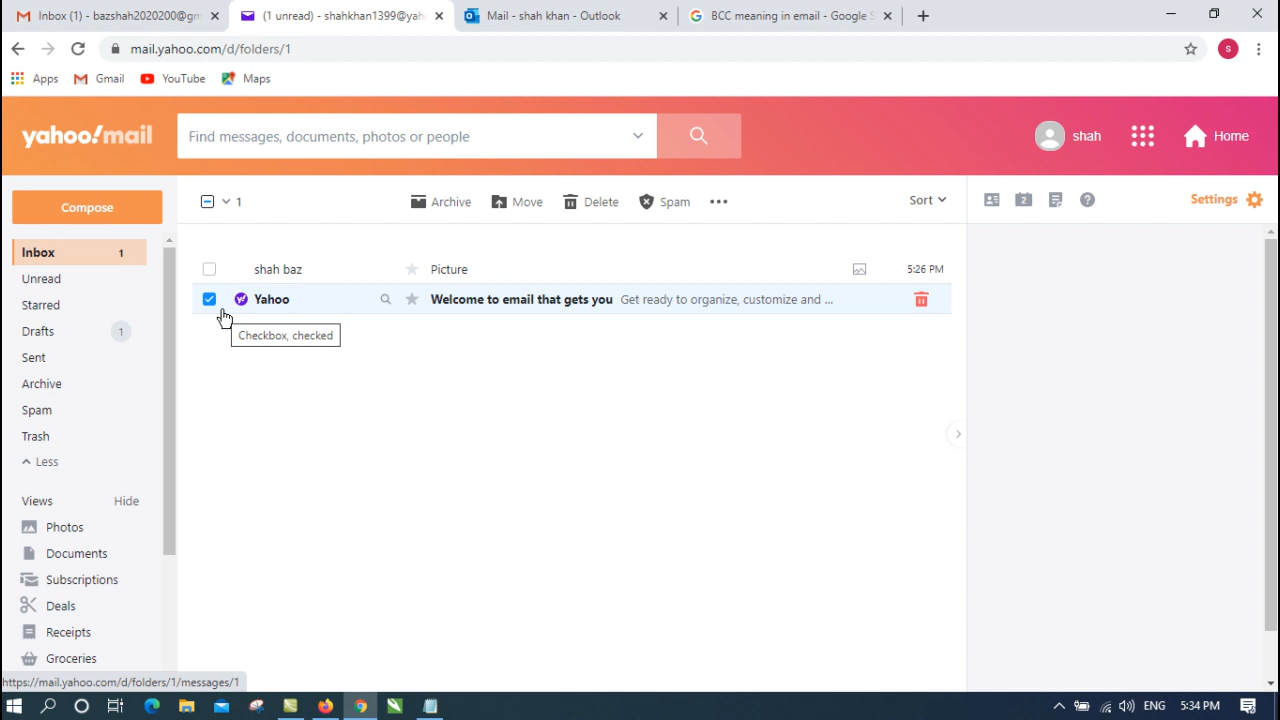 Inbox (1) - bazshah2020200@gm
(1 unread) - shahkhan1399@yaho
Mail - shah khan - Outlook
BCC meaning in email - Google S
mail.yahoo.com/d/folders/1
S
Apps
Gmail
YouTube
Maps
yahoo!mail
Find messages, documents, photos or people
shah
Home
Compose
1
Archive
Move
Delete
Spam
Sort
2
Settings
Inbox 1
Unread
Starred
Drafts 1
Sent
Archive
Spam
Trash
Less
Views Hide
Photos
Documents
Subscriptions
Deals
Receipts
Groceries
shah baz Picture 5:26 PM
Yahoo Welcome to email that gets you Get ready to organize, customize and ...
Checkbox, checked
https://mail.yahoo.com/d/folders/1/messages/1
ENG 5:34 PM